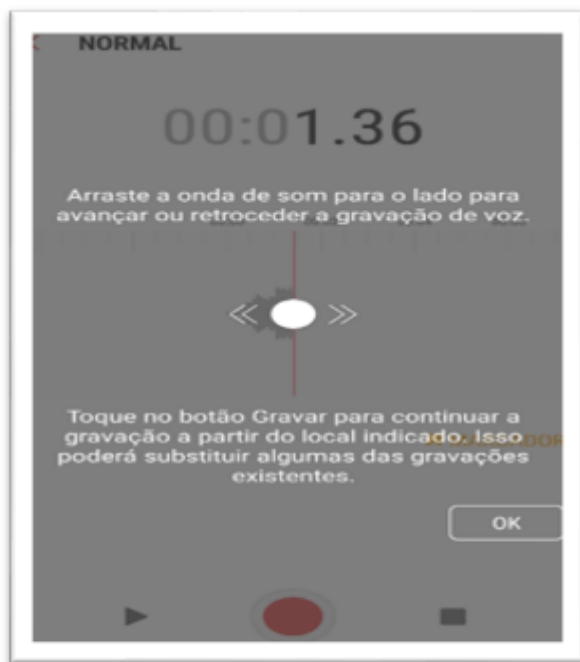 NORMAL
00:01.36
Arraste a onda de som para o lado para
avançar ou retroceder a gravação de voz.
Toque no botão Gravar para continuar a
gravação a partir do local indicado. Isso
poderá substituir algumas das gravações
existentes.
OK